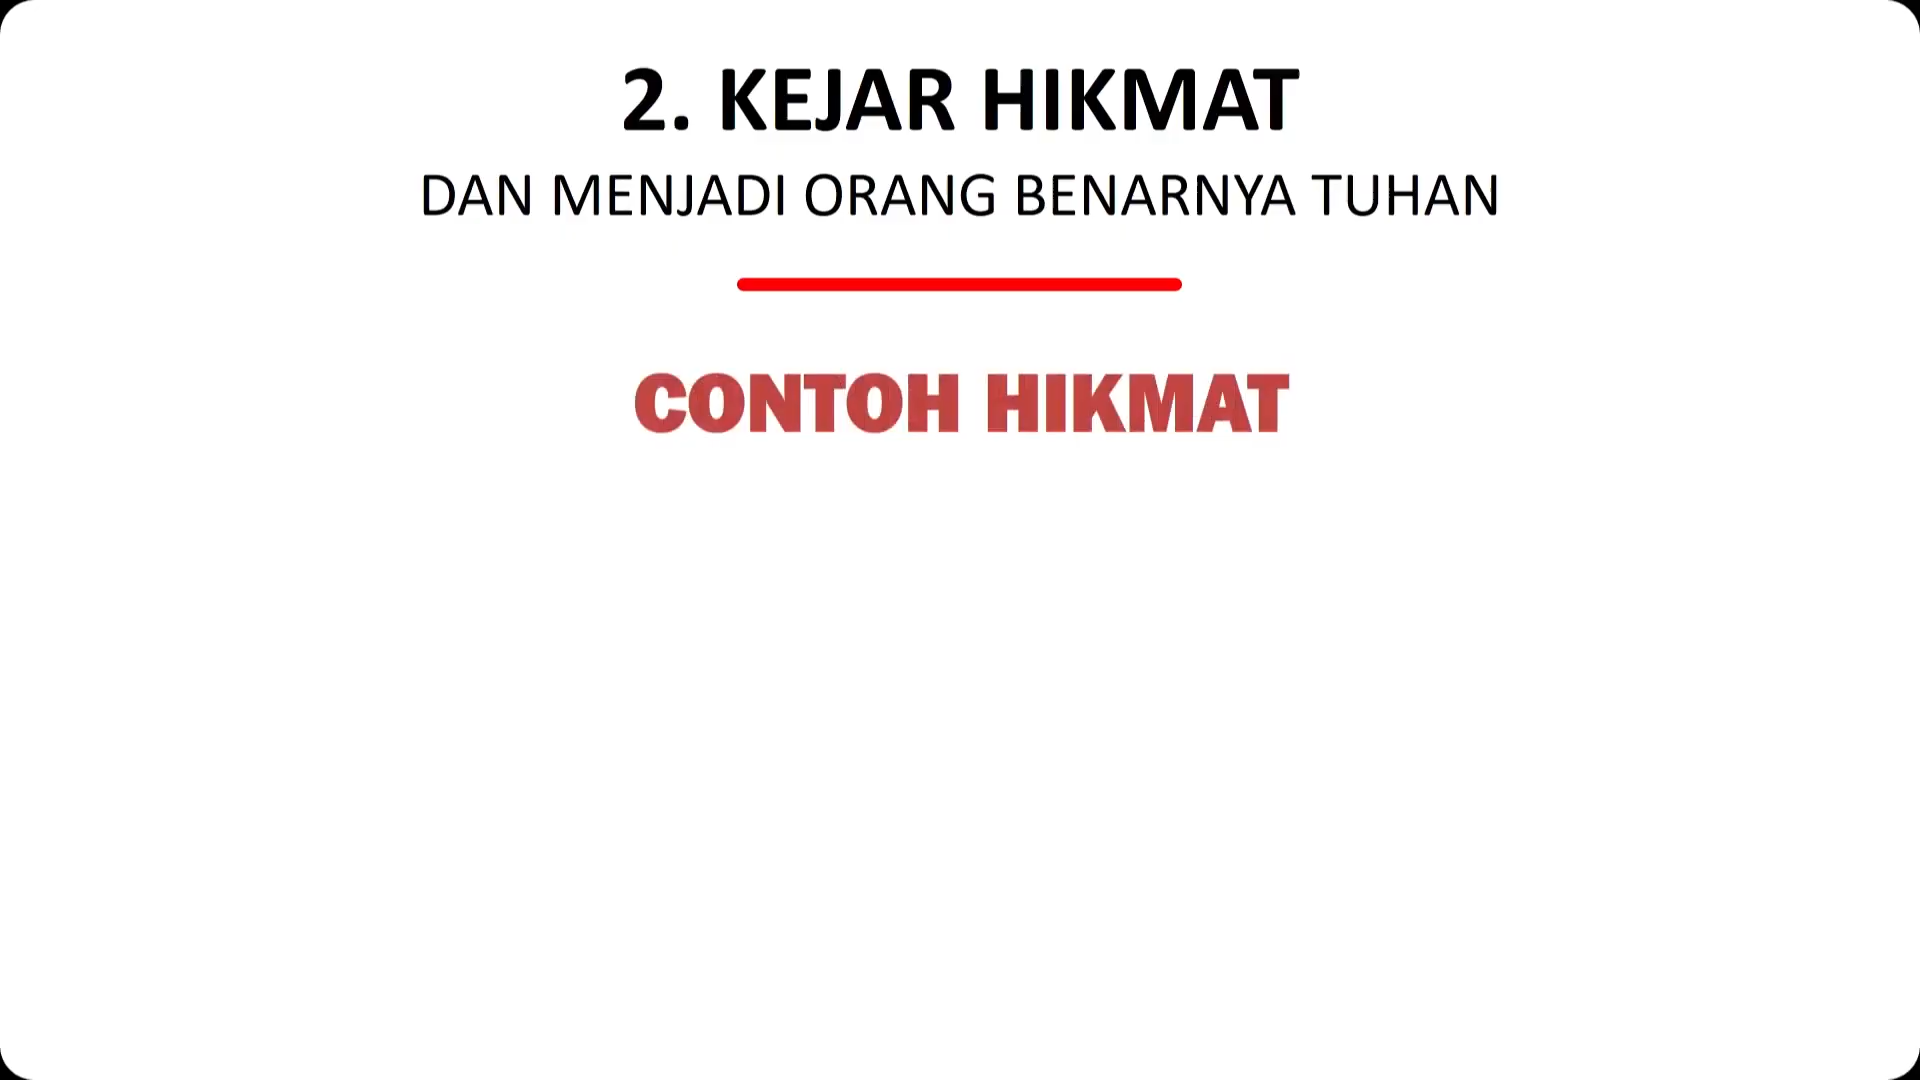 2. KEJAR HIKMAT
DAN MENJADI ORANG BENARNYA TUHAN
CONTOH HIKMAT